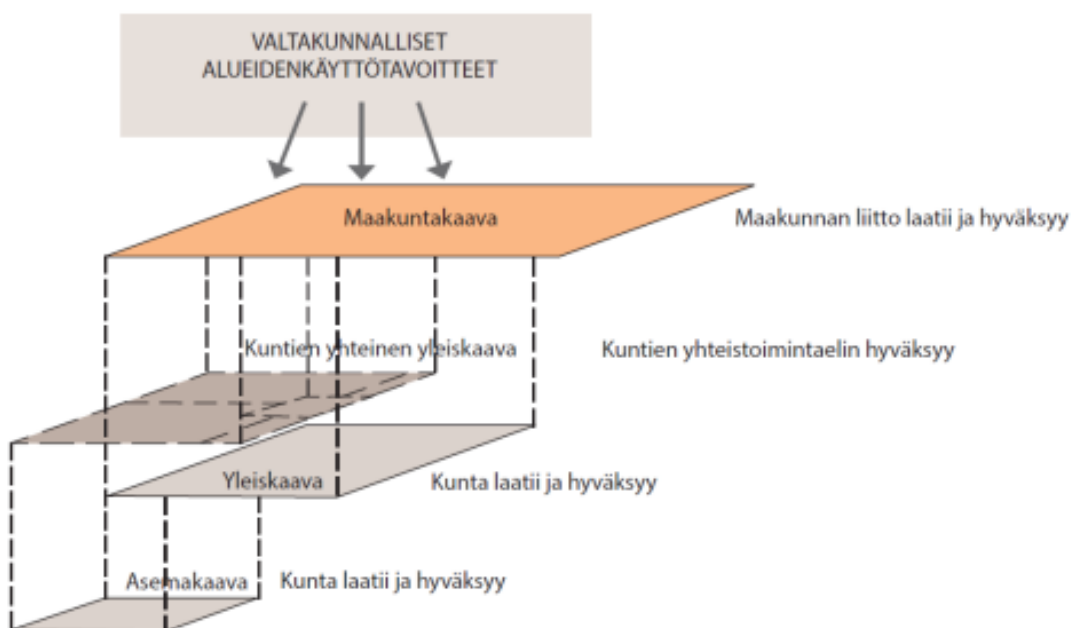 VALTAKUNNALLISET
ALUEIDENKÄYTTÖTAVOITTEET
Maakuntakaava
Maakunnan liitto laatii ja hyväksyy
Kuntien yhteinen yleiskaava
Kuntien yhteistoimintaelin hyväksyy
Yleiskaava
Kunta laatii ja hyväksyy
Asemakaava
Kunta laatii ja hyväksyy